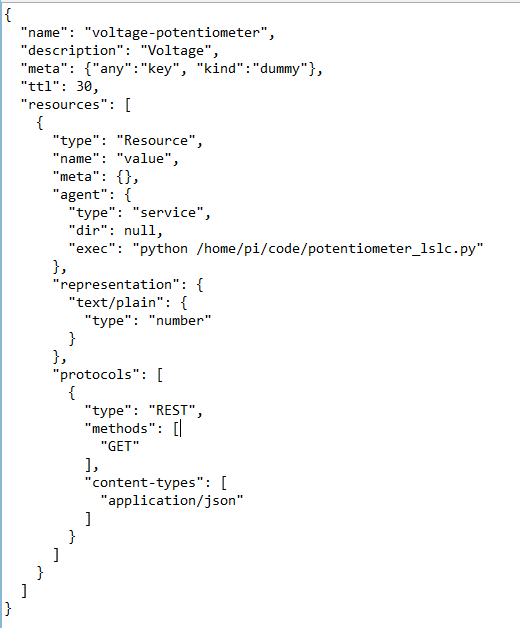 {
  "name": "voltage-potentiometer",
  "description": "Voltage",
  "meta": {"any":"key", "kind":"dummy"},
  "ttl": 30,
  "resources": [
    {
      "type": "Resource",
      "name": "value",
      "meta": {},
      "agent": {
        "type": "service",
        "dir": null,
        "exec": "python /home/pi/code/potentiometer_lslc.py"
      },
      "representation": {
        "text/plain": {
          "type": "number"
        }
      },
      "protocols": [
        {
          "type": "REST",
          "methods": [
            "GET"
          ],
          "content-types": [
            "application/json"
          ]
        }
      ]
    }
  ]
}